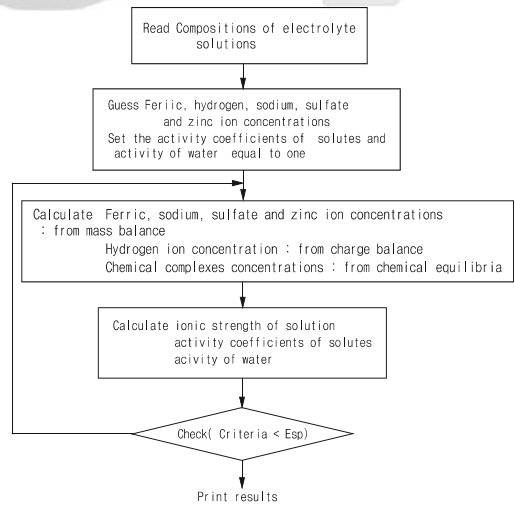 Read Compositions of electrolyte
solutions
Guess Feriic, hydrogen, sodium, sulfate
and zinc ion concentrations
Set the activity coefficients of solutes and
activity of water equal to one
Calculate Ferric, sodium, sulfate and zinc ion concentrations
: from mass balance
Hydrogen ion concentration : from charge balance
Chemical complexes concentrations : from chemical equilibria
Calculate ionic strength of solution
activity coefficients of solutes
acivity of water
Check( Criteria < Esp)
Print results